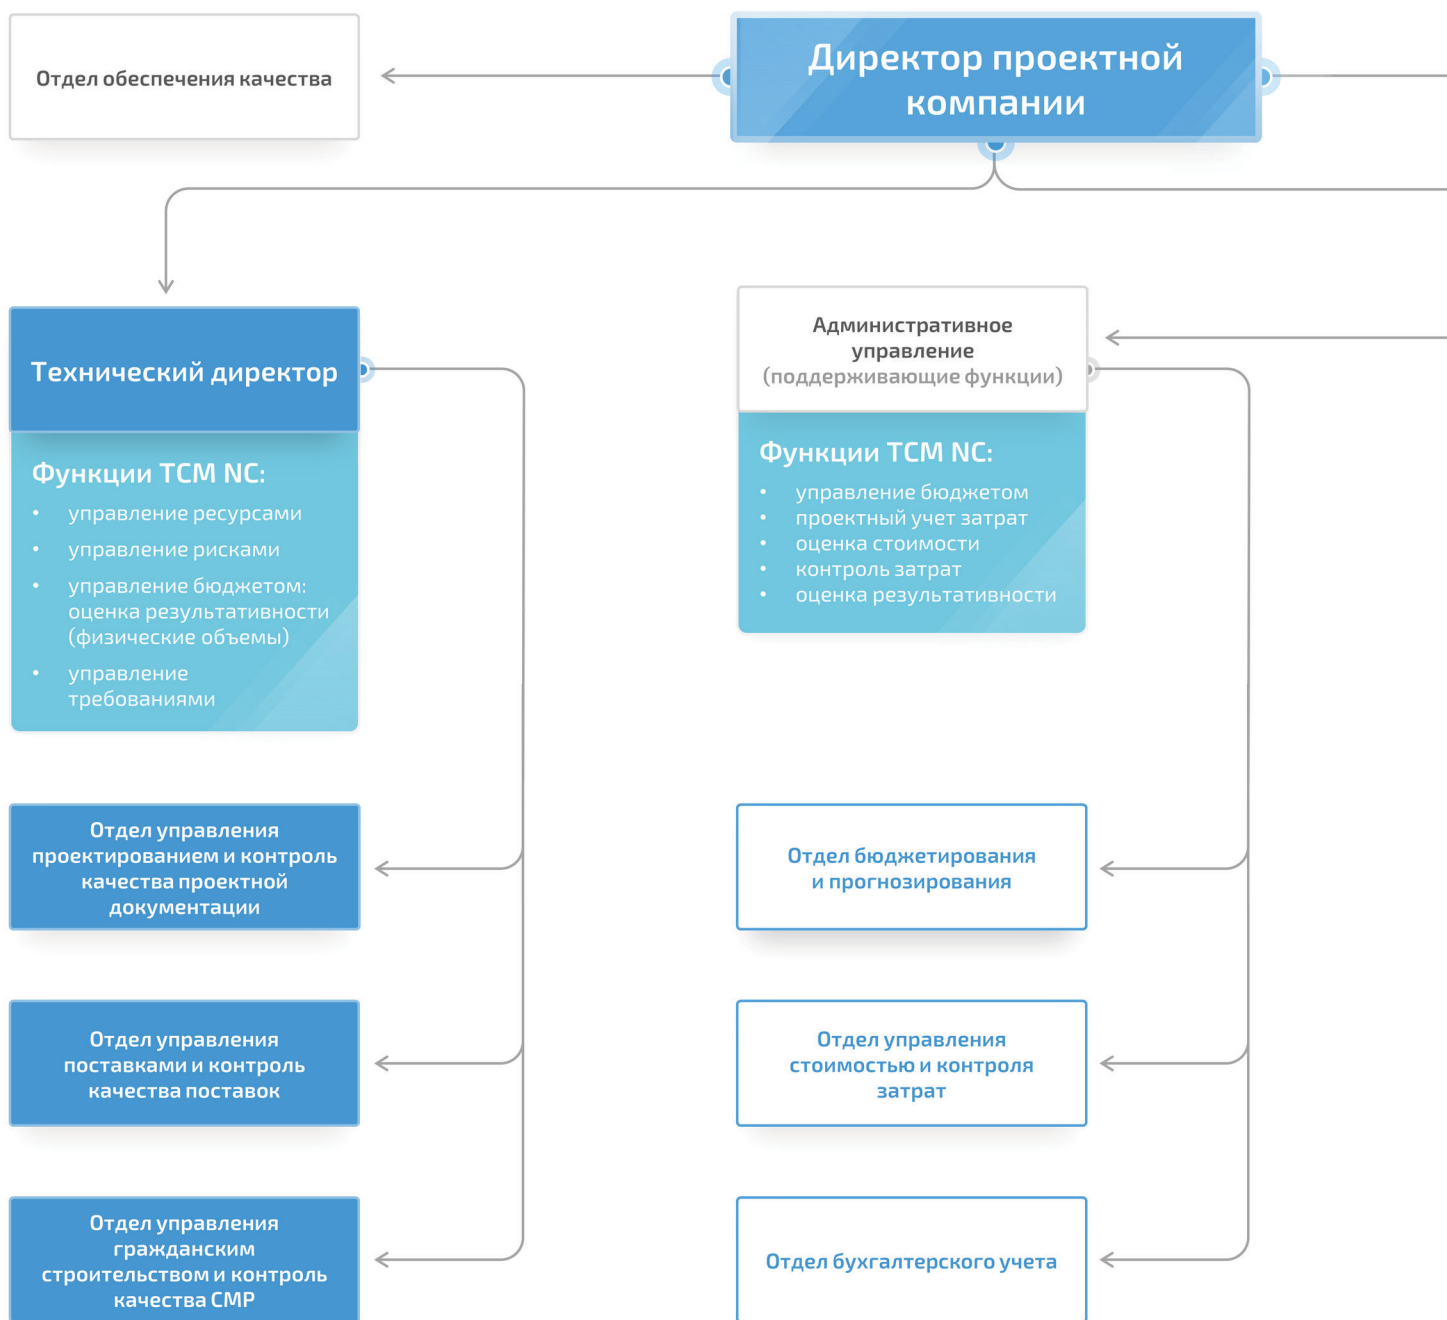 Отдел обеспечения качества
Директор проектной
компании
Технический директор
Функции TCM NC:
• управление ресурсами
• управление рисками
• управление бюджетом:
оценка результативности
(физические объемы)
• управление
требованиями
Административное
управление
(поддерживающие функции)
Функции TCM NC:
• управление бюджетом
• проектный учет затрат
• оценка стоимости
• контроль затрат
• оценка результативности
Отдел управления
проектированием и контроль
качества проектной
документации
Отдел бюджетирования
и прогнозирования
Отдел управления
поставками и контроль
качества поставок
Отдел управления
стоимостью и контроля
затрат
Отдел управления
гражданским
строительством и контроль
качества СМР
Отдел бухгалтерского учета